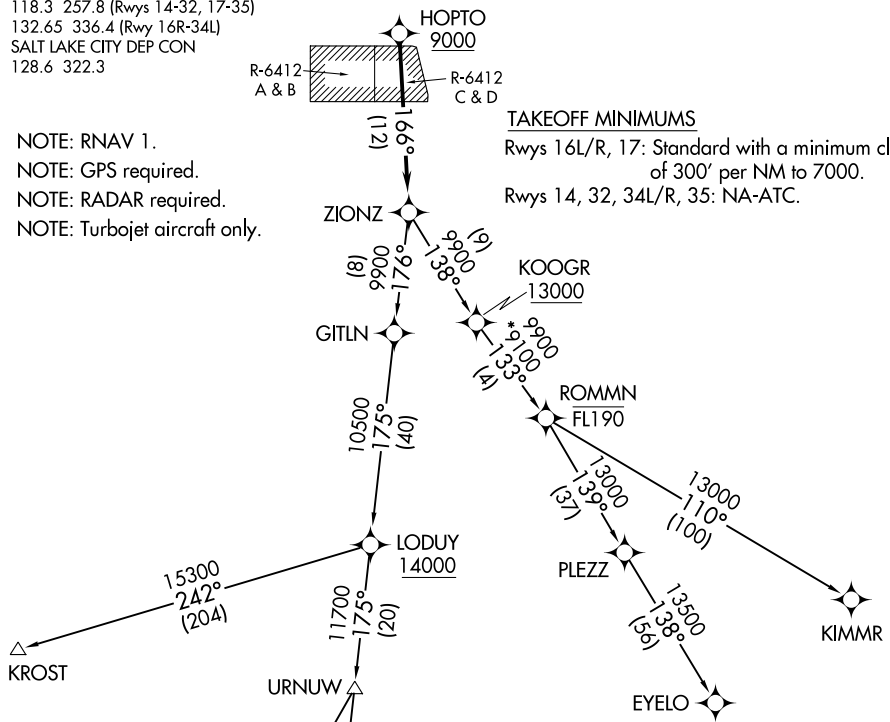 118.3 257.8 (Rwys 14-32, 17-35)
132.65 336.4 (Rwy 16R-34L)
SALT LAKE CITY DEP CON
128.6 322.3
HOPTO
9000
R-6412
A & B
R-6412
C & D
166°
(12)
NOTE: RNAV 1.
NOTE: GPS required.
NOTE: RADAR required.
NOTE: Turbojet aircraft only.
TAKEOFF MINIMUMS
Rwys 16L/R, 17: Standard with a minimum cl
of 300' per NM to 7000.
Rwys 14, 32, 34L/R, 35: NA-ATC.
ZIONZ
9900
176°
(8)
9900
138°
(9)
KOOGR
13000
GITLN
9900
*9100
133°
(4)
ROMMN
FL190
10500
175°
(40)
13000
139°
(37)
13000
110°
(100)
LODUY
14000
PLEZZ
15300
242°
(204)
11700
175°
(20)
13500
138°
(56)
KIMMR
KROST
URNUW
EYELO